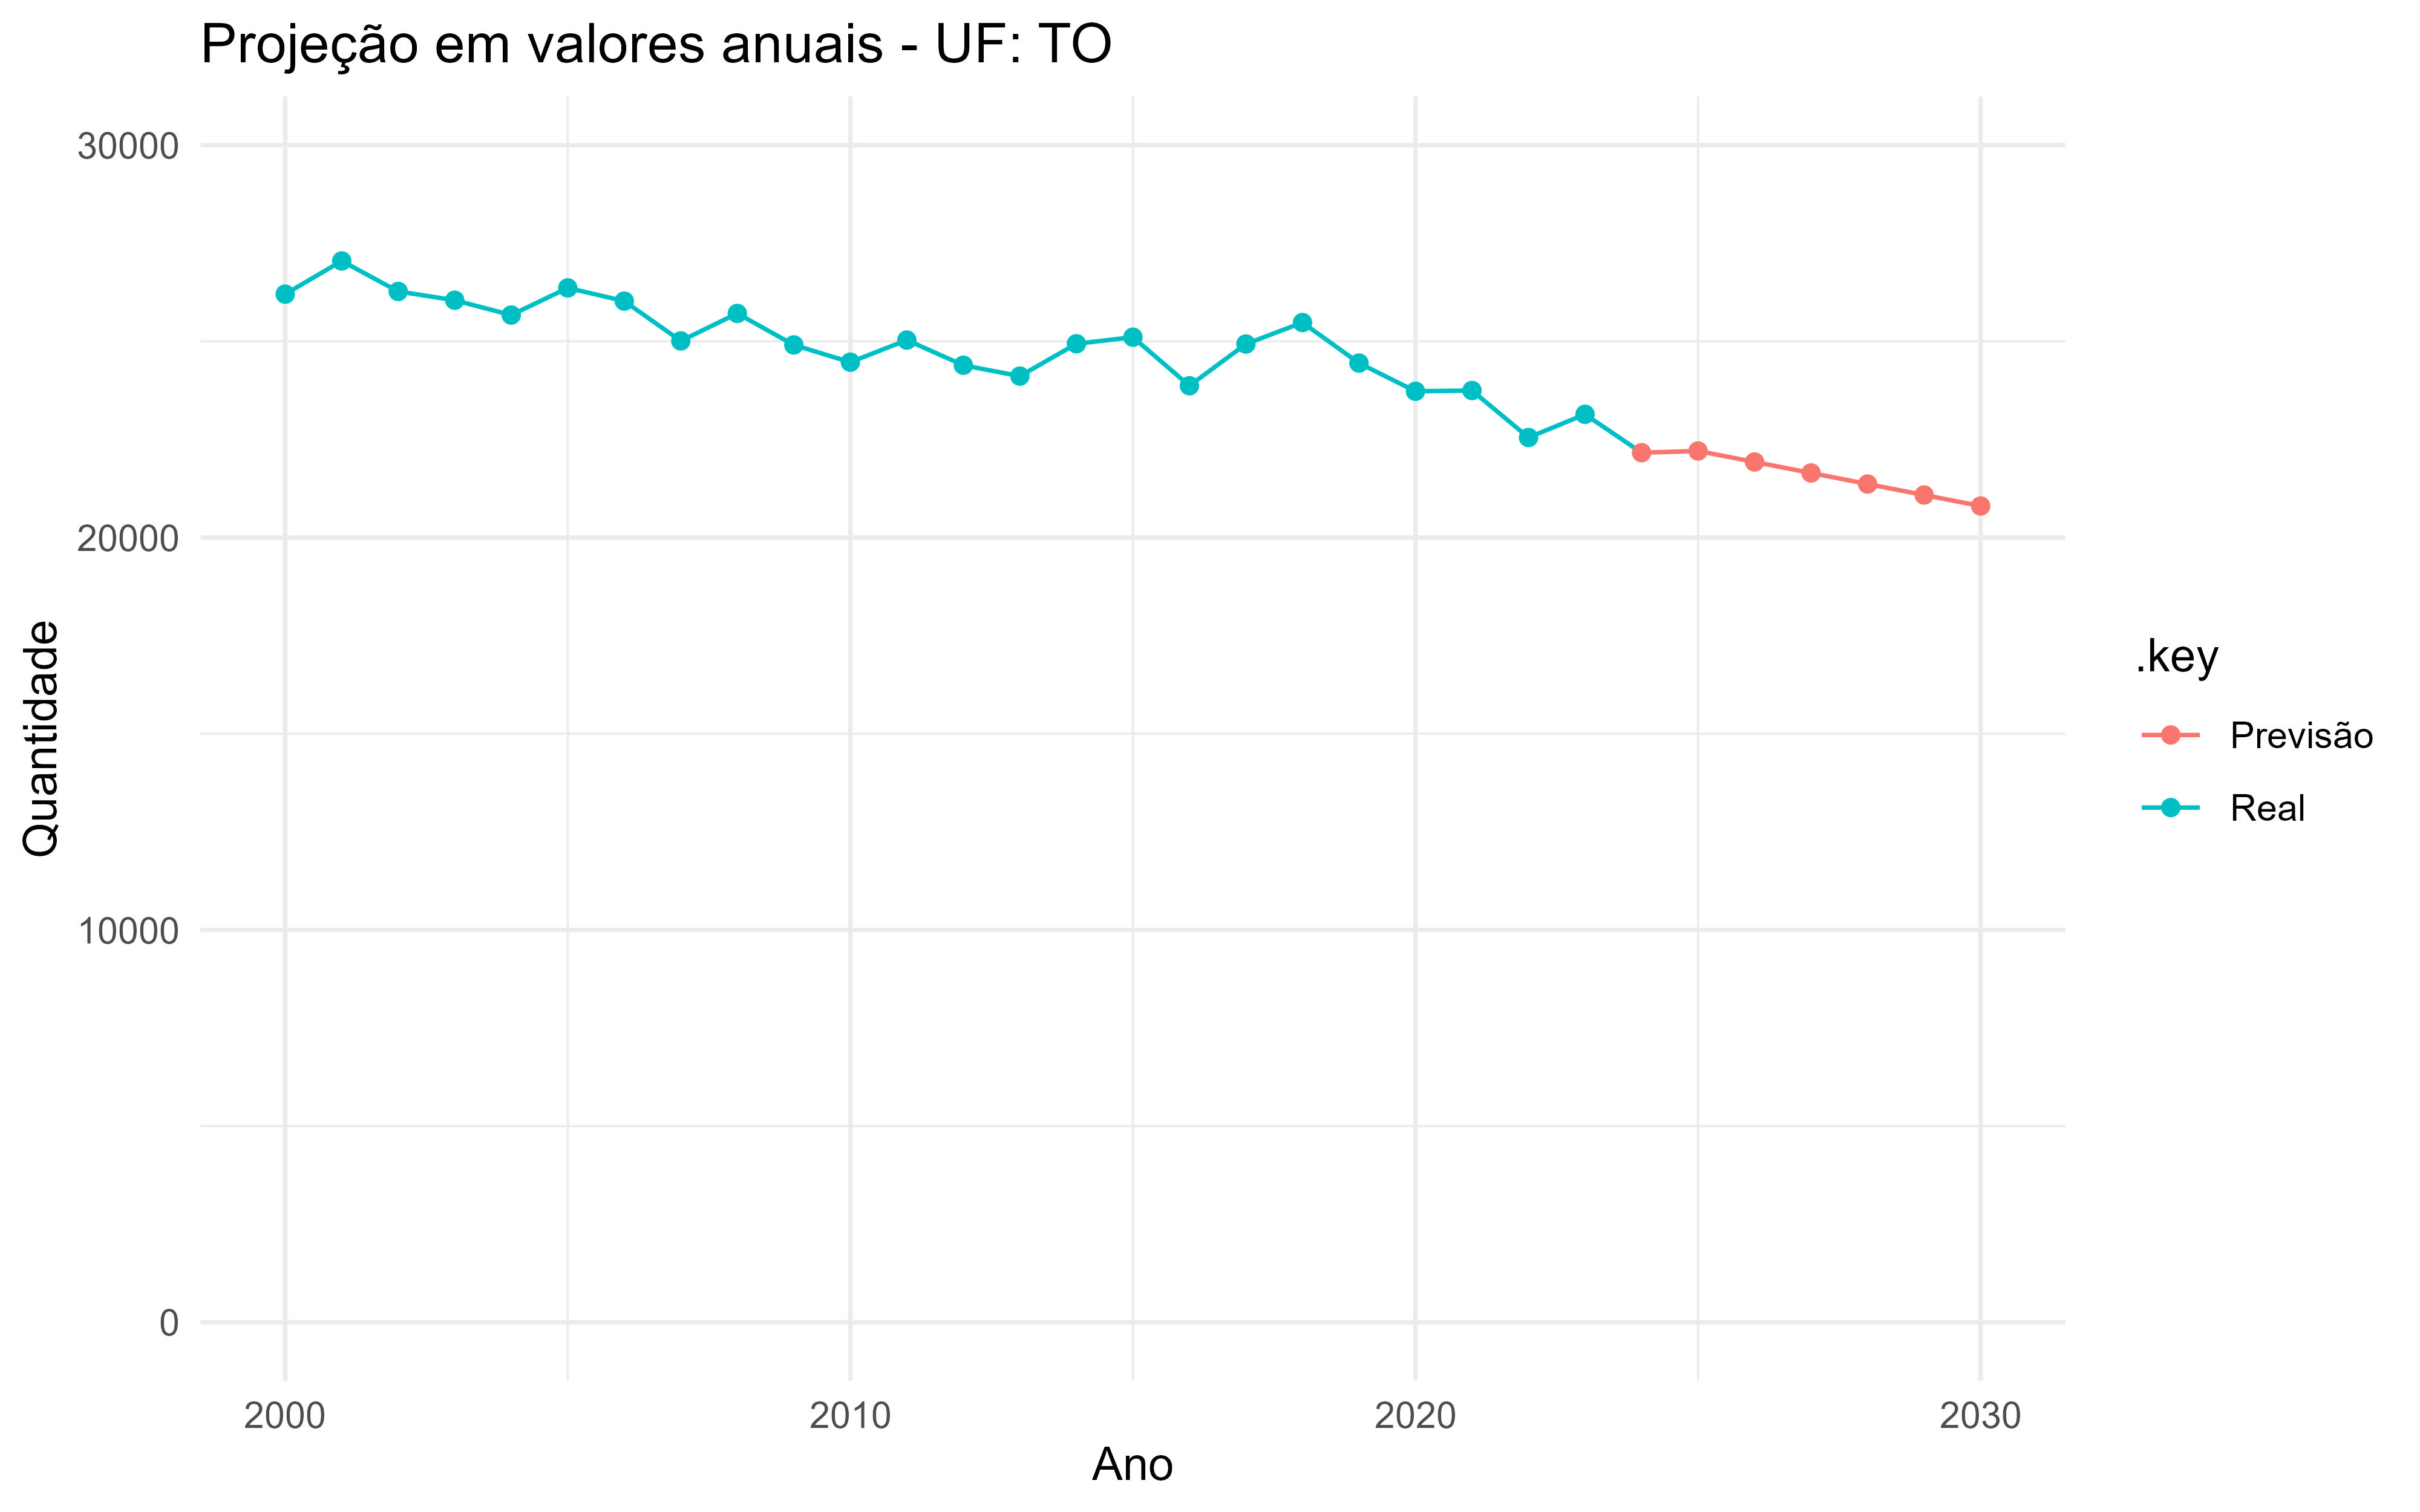 Projeção em valores anuais - UF: TO
30000
20000
10000
0
Quantidade
2000
2010
2020
2030
Ano
.key
Previsão
Real